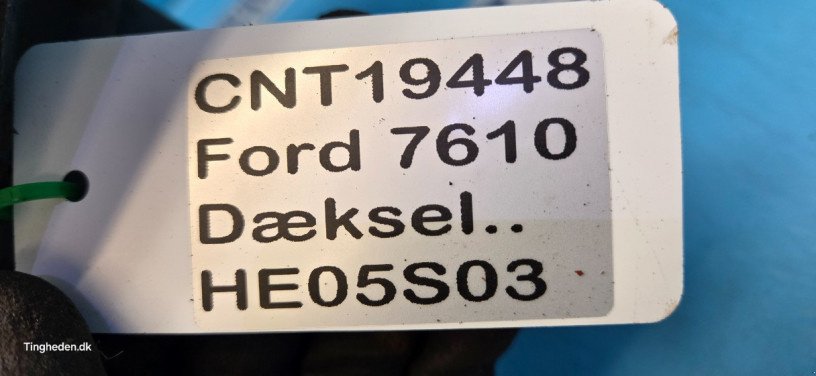 CNT19448
Ford 7610
Dæksel..
HE05S03
Tingheden.dk